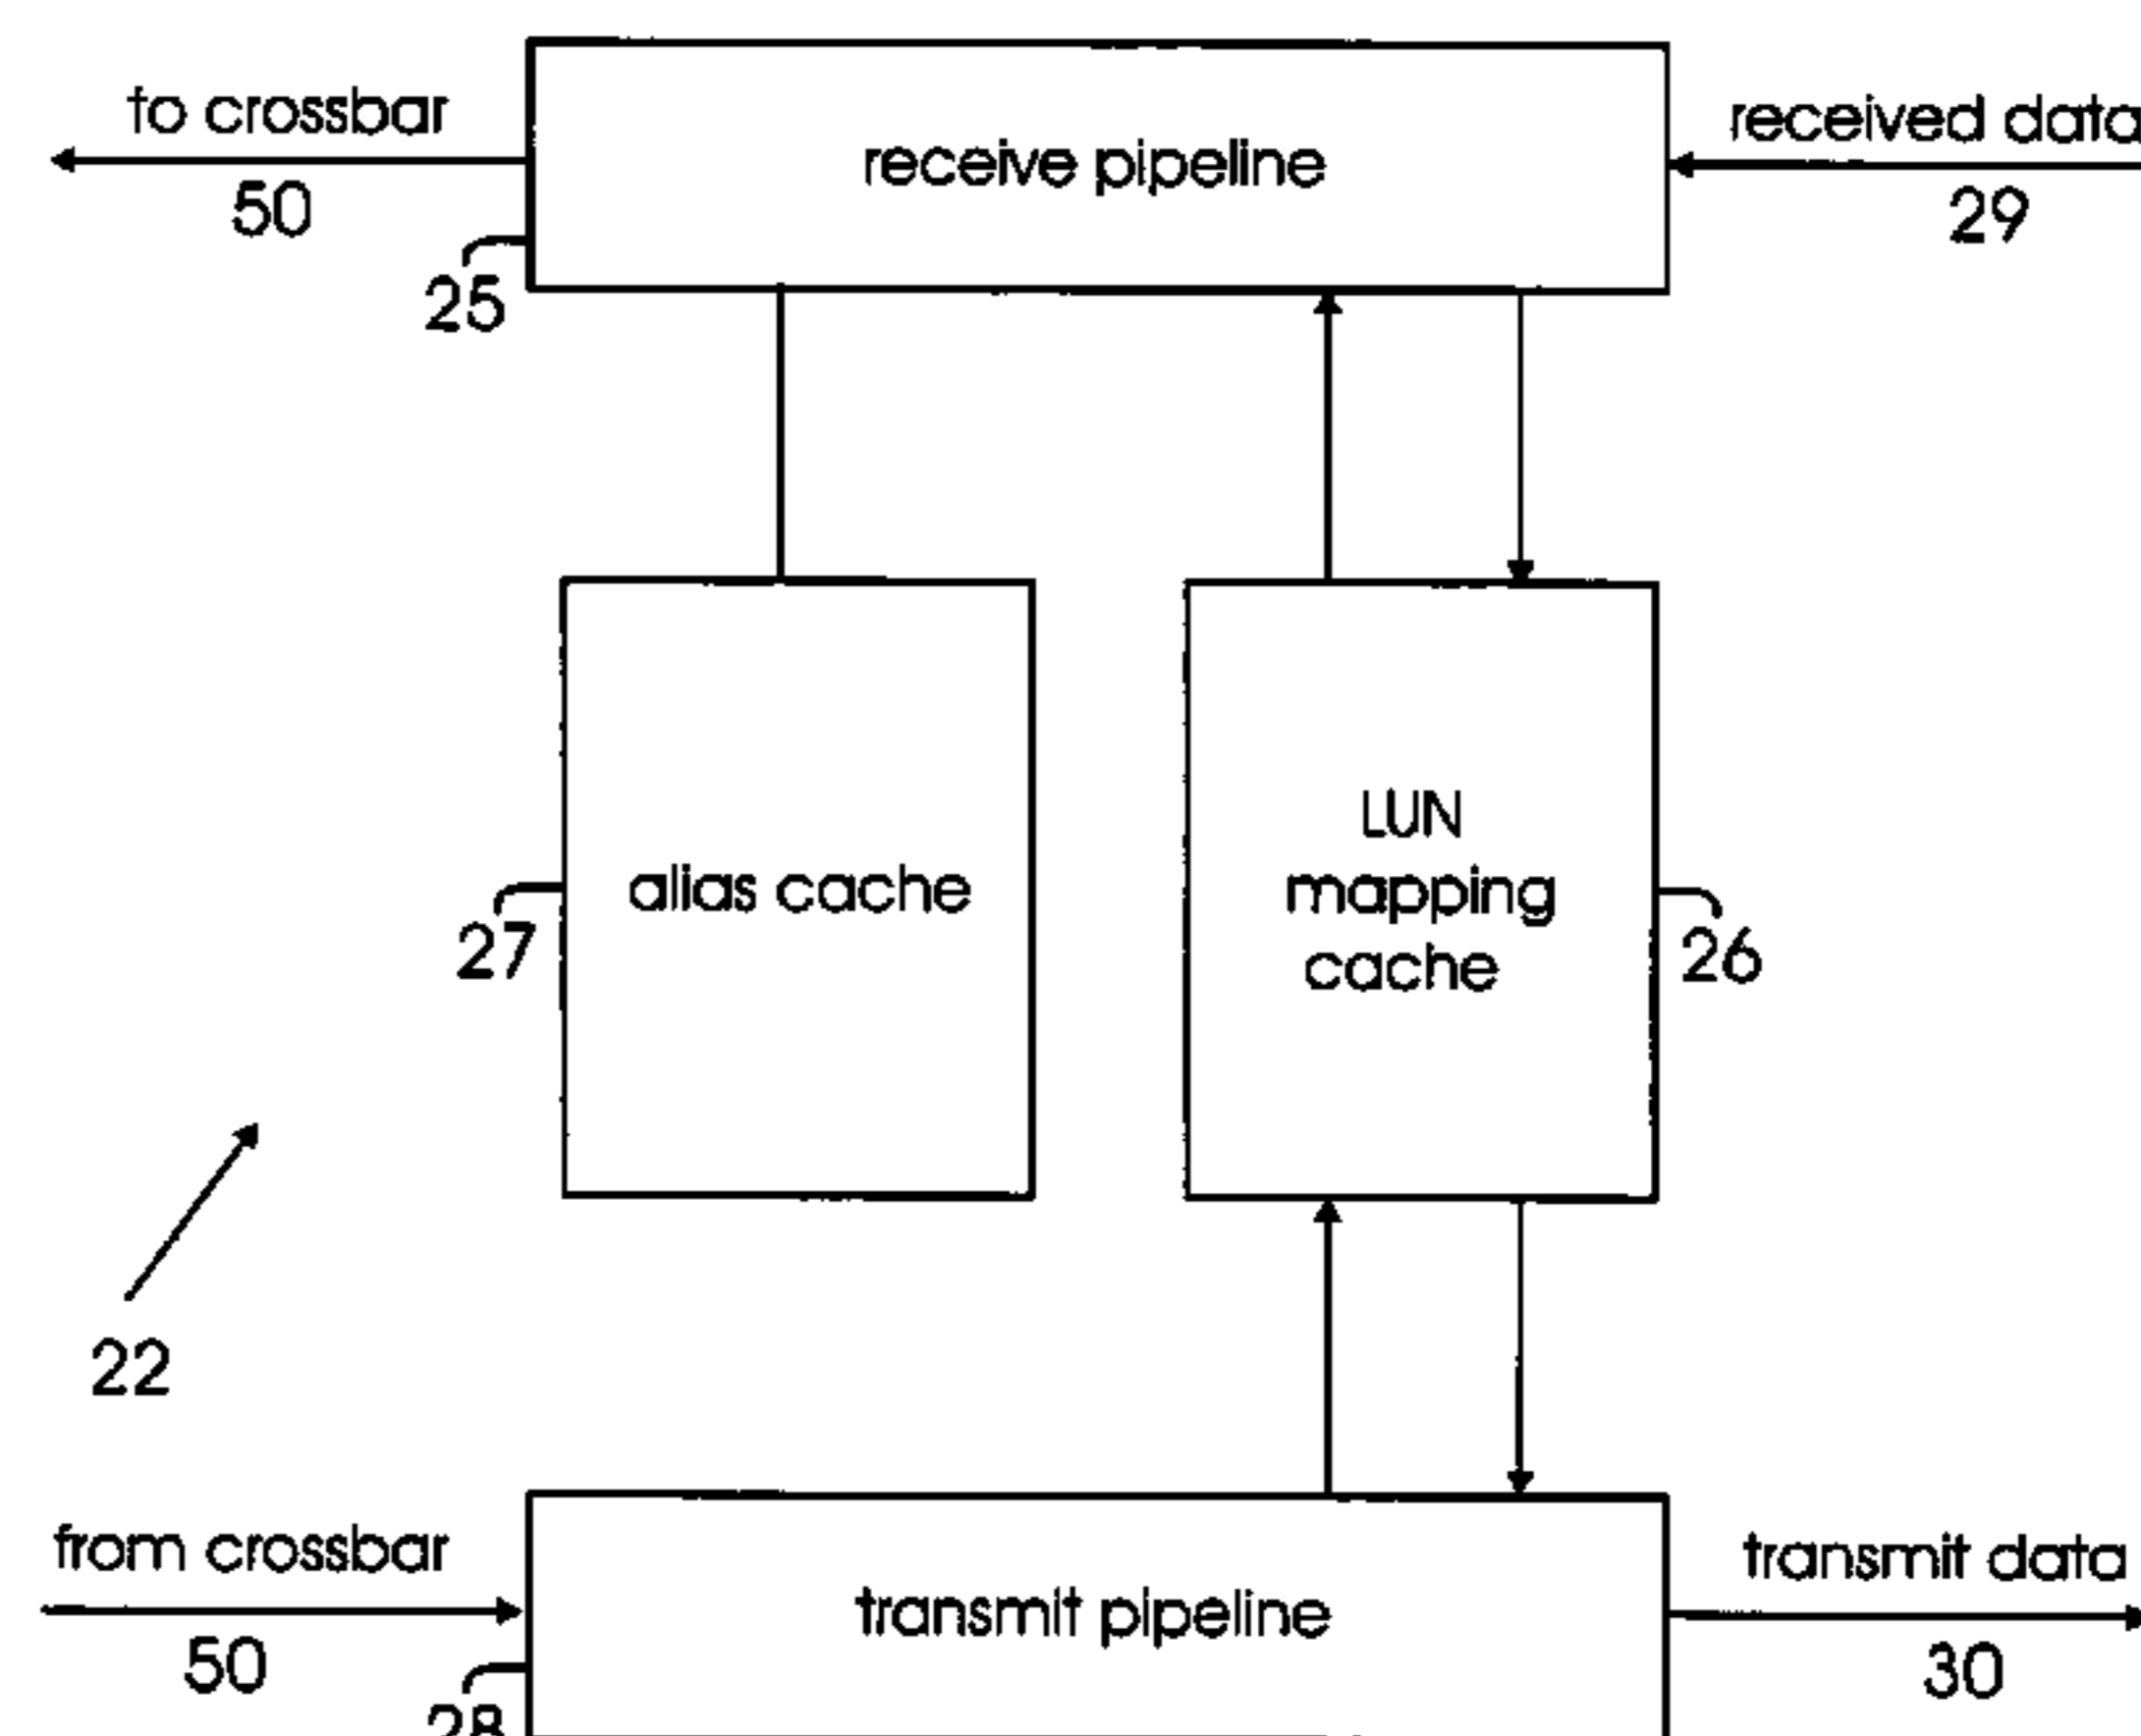 to crossbar
50
receive pipeline
received data
29
25
alias cache
27
LUN
mapping
cache
26
22
from crossbar
50
transmit pipeline
transmit data
30
28